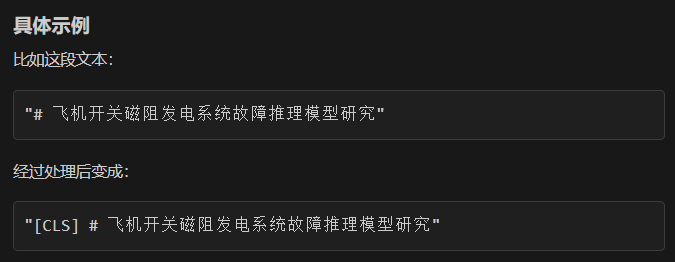 具体示例
比如这段文本：
"# 飞机开关磁阻发电系统故障推理模型研究"
经过处理后变成：
"[CLS] # 飞机开关磁阻发电系统故障推理模型研究"